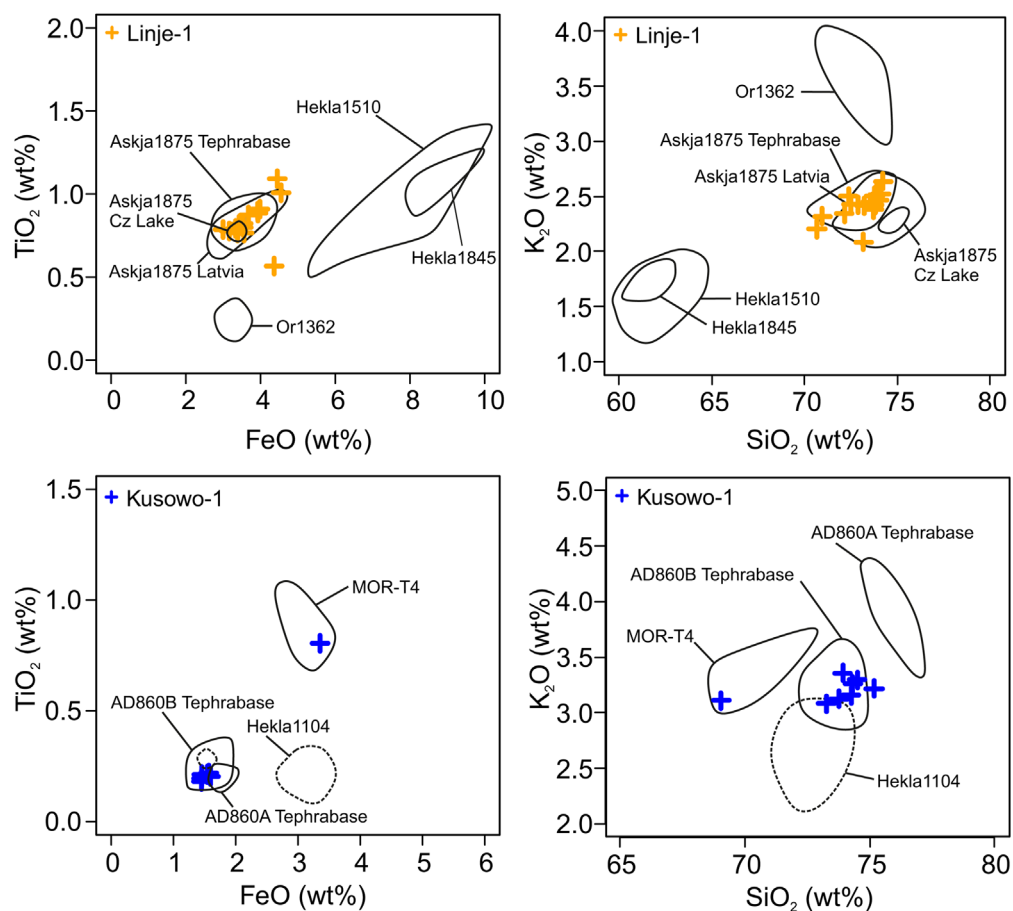 Linje-1
2.0
1.5
1.0
0.5
0.0
TiO2 (wt%)
Hekla1510
Askja1875 Tephrabase
Askja1875
Cz Lake
Askja1875 Latvia
Hekla1845
Or1362
0
2
4
6
8
10
FeO (wt%)
Linje-1
4.0
3.5
3.0
2.5
2.0
1.5
1.0
K2O (wt%)
Or1362
Askja1875 Tephrabase
Askja1875 Latvia
Askja1875
Cz Lake
Hekla1510
Hekla1845
60
65
70
75
80
SiO2 (wt%)
Kusowo-1
1.5
1.0
0.5
0.0
TiO2 (wt%)
MOR-T4
AD860B Tephrabase
Hekla1104
AD860A Tephrabase
0
1
2
3
4
5
6
FeO (wt%)
Kusowo-1
5.0
4.5
4.0
3.5
3.0
2.5
2.0
K2O (wt%)
AD860A Tephrabase
AD860B Tephrabase
MOR-T4
Hekla1104
65
70
75
80
SiO2 (wt%)